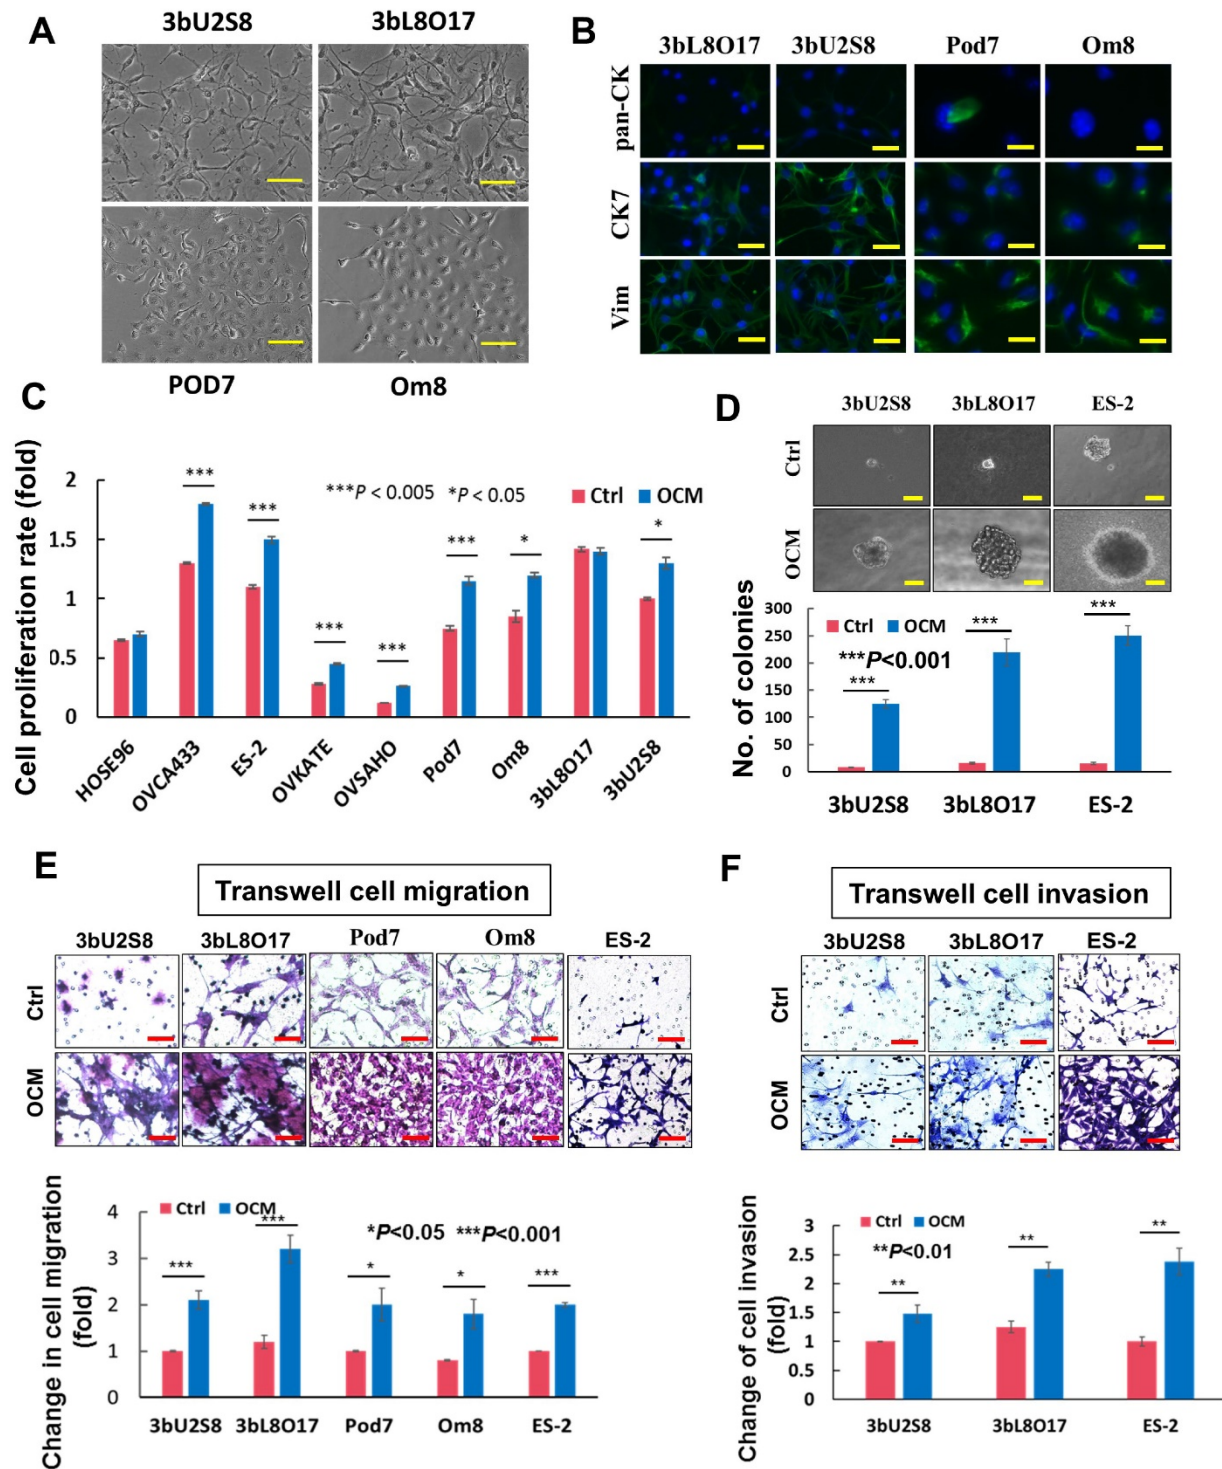 A
3bU2S8 3bL8O17
POD7 Om8
B
3bL8O17 3bU2S8 Pod7 Om8
pan-CK
CK7
Vim
C
Cell proliferation rate (fold)
2
1.5
1
0.5
0
***P < 0.005 *P < 0.05
Ctrl OCM
*** *** *** *** *** * *
HOSE96 OVCA433 ES-2 OVKATE OVSAHO Pod7 Om8 3bL8O17 3bU2S8
D
3bU2S8 3bL8O17 ES-2
Ctrl
OCM
No. of colonies
300
250
200
150
100
50
0
Ctrl OCM
***P<0.001
*** *** ***
3bU2S8 3bL8O17 ES-2
E
Transwell cell migration
3bU2S8 3bL8O17 Pod7 Om8 ES-2
Ctrl
OCM
Change in cell migration
(fold)
4
3
2
1
0
Ctrl OCM
*P<0.05 ***P<0.001
*** *** * * ***
3bU2S8 3bL8O17 Pod7 Om8 ES-2
F
Transwell cell invasion
3bU2S8 3bL8O17 ES-2
Ctrl
OCM
Change of cell invasion
(fold)
3
2.5
2
1.5
1
0.5
0
Ctrl OCM
**P<0.01
** ** **
3bU2S8 3bL8O17 ES-2